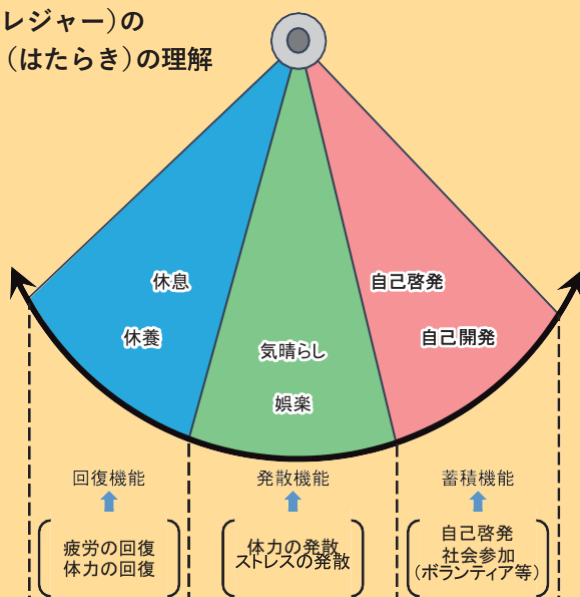 レジャー)の
(はたらき)の理解
休息
休養
気晴らし
娯楽
自己啓発
自己開発
回復機能
発散機能
蓄積機能
疲労の回復
体力の回復
体力の発散
ストレスの発散
自己啓発
社会参加
(ボランティア等)